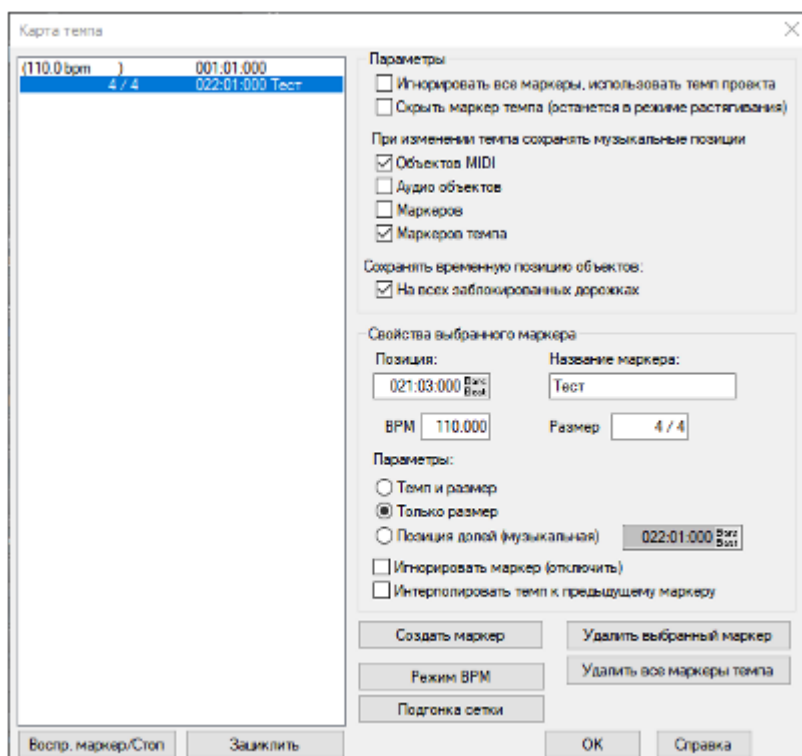 Карта темпа
(110.0 bpm ) 001:01:000
4 / 4 022:01:000 Тест
Параметры
Игнорировать все маркеры, использовать темп проекта
Скрыть маркер темпа (останется в режиме растягивания)
При изменении темпа сохранять музыкальные позиции
Объектов MIDI
Аудио объектов
Маркеров
Маркеров темпа
Сохранять временную позицию объектов:
На всех заблокированных дорожках
Свойства выбранного маркера
Позиция: Название маркера:
021:03:000 Bars Beat Тест
BPM 110.000 Размер 4 / 4
Параметры:
Темп и размер
Только размер
Позиция долей (музыкальная) 022:01:000 Bars Beat
Игнорировать маркер (отключить)
Интерполировать темп к предыдущему маркеру
Создать маркер Удалить выбранный маркер
Режим BPM Удалить все маркеры темпа
Подгонка сетки
Воспр. маркер/Стоп Зациклить OK Справка